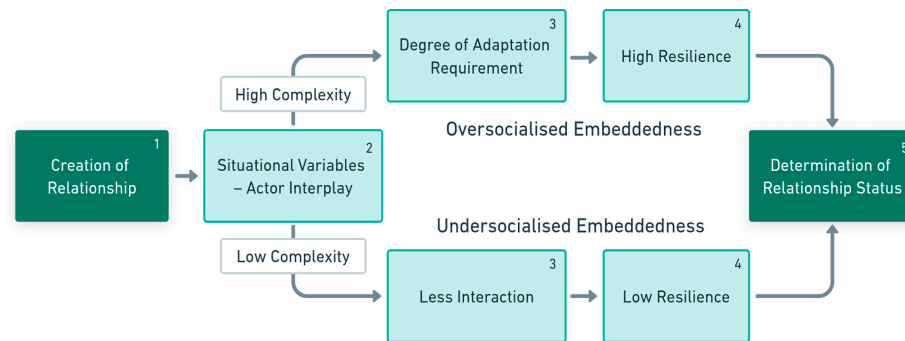 1
Creation of
Relationship
2
Situational Variables
– Actor Interplay
High Complexity
3
Degree of Adaptation
Requirement
4
High Resilience
Oversocialised Embeddedness
Undersocialised Embeddedness
Low Complexity
3
Less Interaction
4
Low Resilience
5
Determination of
Relationship Status